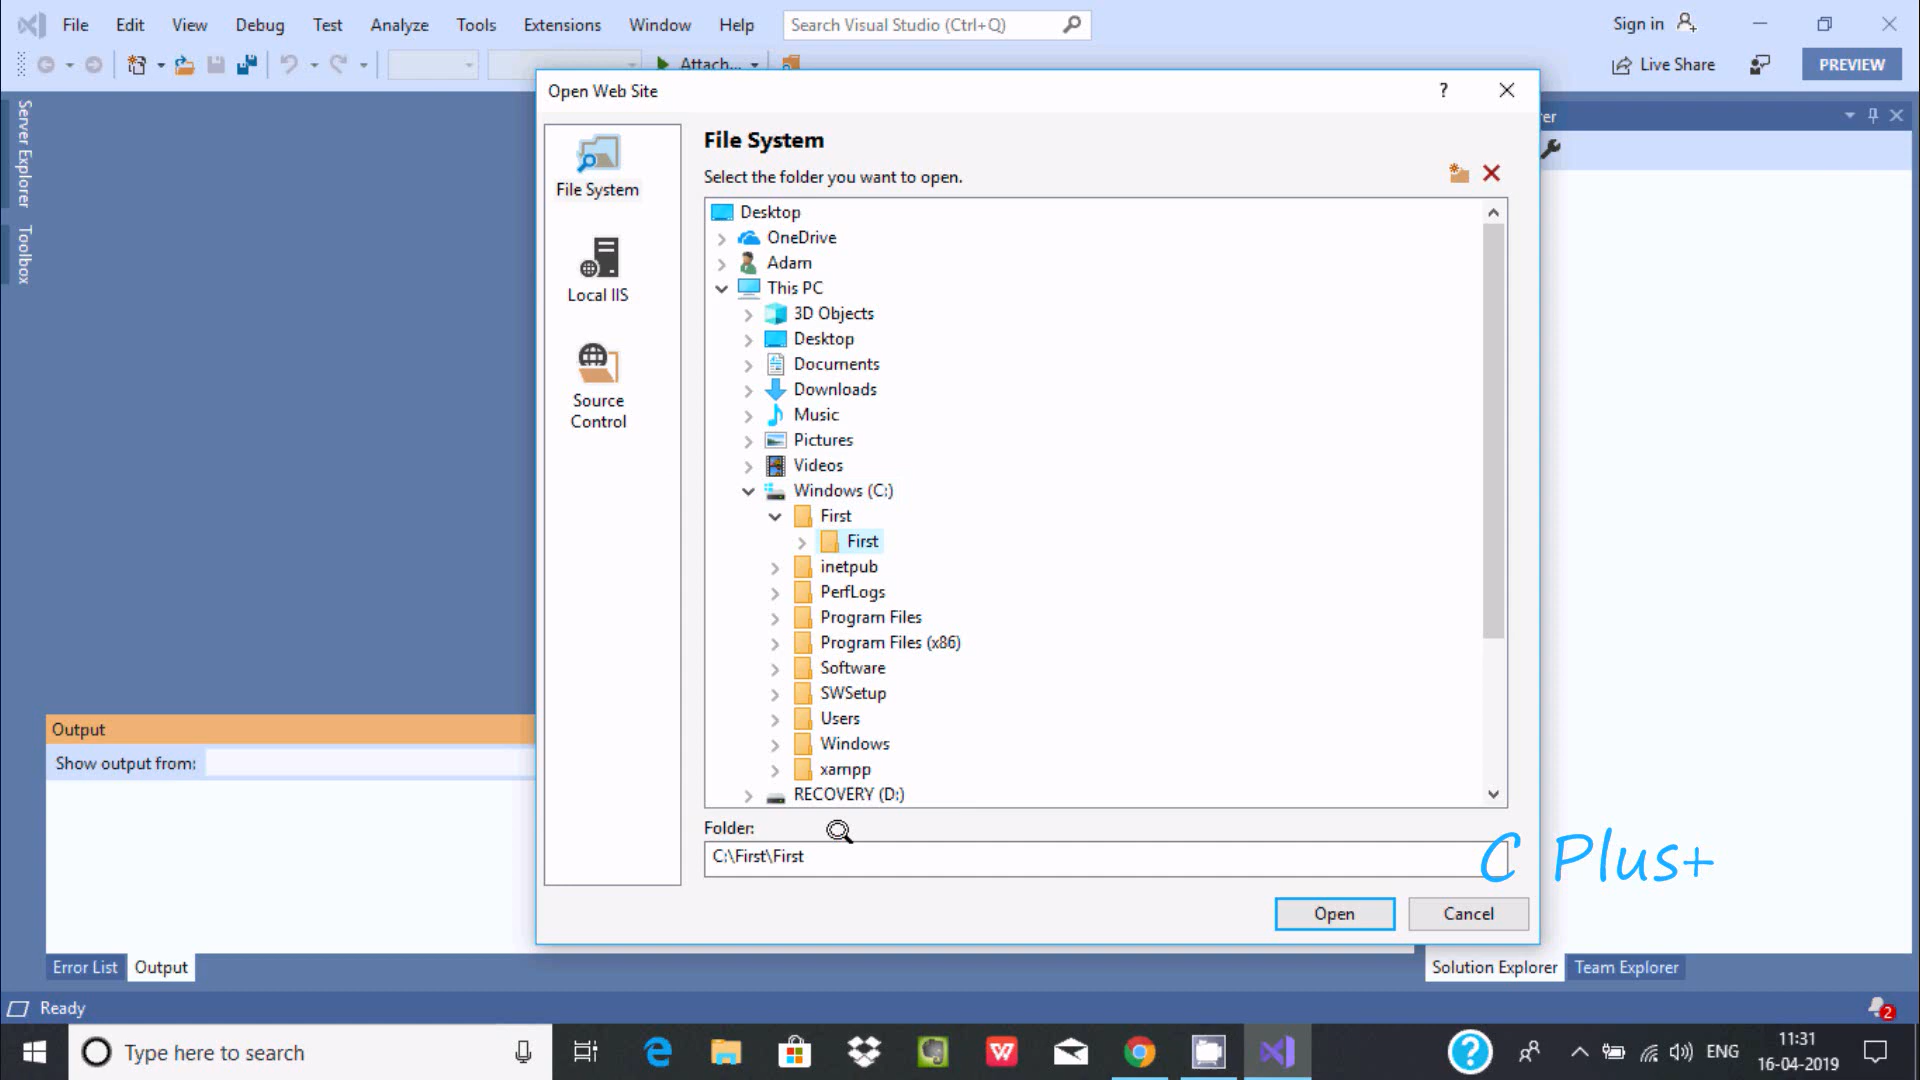 File Edit View Debug Test Analyze Tools Extensions Window Help Search Visual Studio (Ctrl+Q) Sign in
Attach... Live Share PREVIEW
Server Explorer
Toolbox
Open Web Site ?
File System
Local IIS
Source
Control
File System
Select the folder you want to open.
Desktop
OneDrive
Adam
This PC
3D Objects
Desktop
Documents
Downloads
Music
Pictures
Videos
Windows (C:)
First
First
inetpub
PerfLogs
Program Files
Program Files (x86)
Software
SWSetup
Users
Windows
xampp
RECOVERY (D:)
Folder:
C:\First\First
Open Cancel
C Plus+
er
Output
Show output from:
Error List Output
Solution Explorer Team Explorer
Ready
2
Type here to search
W
?
ENG
11:31
16-04-2019